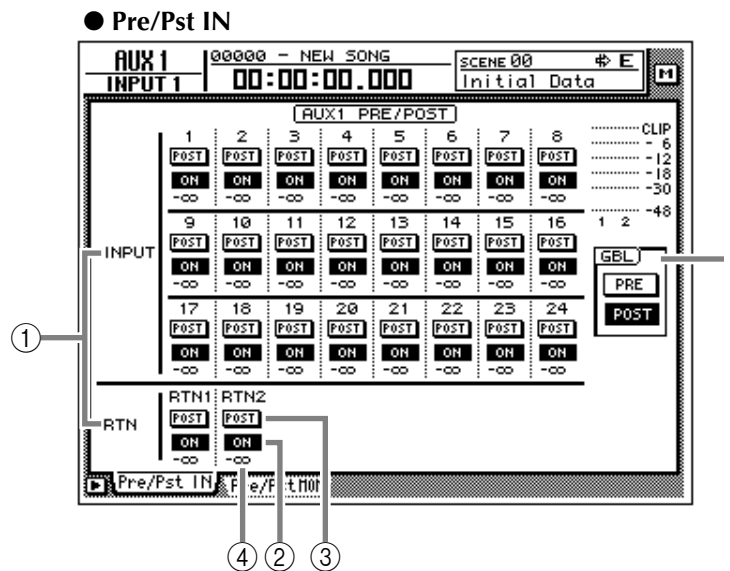 ● Pre/Pst IN
AUX 1 00000 - NEW SONG SCENE 00 E
INPUT 1 00:00:00.000 Initial Data M
AUX1 PRE/POST
1 2 3 4 5 6 7 8
POST POST POST POST POST POST POST POST
ON ON ON ON ON ON ON ON
-∞ -∞ -∞ -∞ -∞ -∞ -∞ -∞
CLIP
- 6
-12
-18
-30
-48
1 2
9 10 11 12 13 14 15 16
POST POST POST POST POST POST POST POST
INPUT
ON ON ON ON ON ON ON ON
-∞ -∞ -∞ -∞ -∞ -∞ -∞ -∞
GBL
PRE
POST
17 18 19 20 21 22 23 24
POST POST POST POST POST POST POST POST
①
ON ON ON ON ON ON ON ON
-∞ -∞ -∞ -∞ -∞ -∞ -∞ -∞
RTN1 RTN2
POST POST
RTN
ON ON
-∞ -∞
Pre/Pst IN Pre/Pst MON
④ ② ③